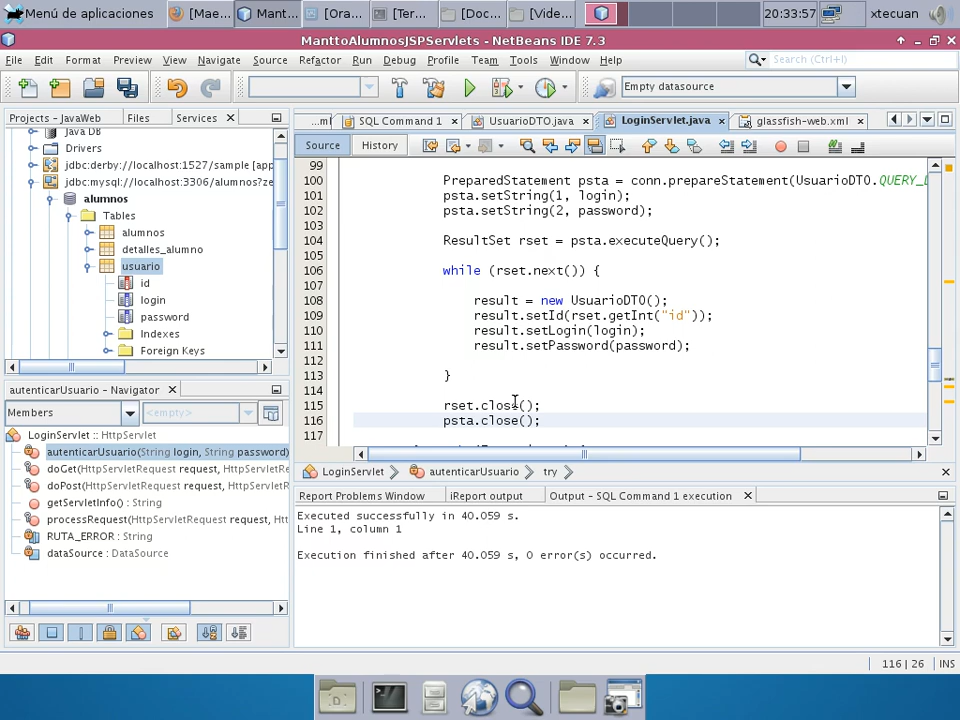 Menú de aplicaciones
[Mae...
Mant...
[Ora...
[Ter...
[Doc...
[Vide...
20:33:57
xtecuan
ManttoAlumnosJSPServlets - NetBeans IDE 7.3
File Edit Format Preview View Navigate Source Refactor Run Debug Profile Team Tools Window Help
Search (Ctrl+I)
Empty datasource
Projects - JavaWeb
Files
Services
...ml
SQL Command 1
UsuarioDTO.java
LoginServlet.java
glassfish-web.xml
Source
History
Java DB
Drivers
jdbc:derby://localhost:1527/sample [app
jdbc:mysql://localhost:3306/alumnos?ze
alumnos
Tables
alumnos
detalles_alumno
usuario
id
login
password
Indexes
Foreign Keys
99
100 PreparedStatement psta = conn.prepareStatement(UsuarioDTO.QUERY_
101 psta.setString(1, login);
102 psta.setString(2, password);
103
104 ResultSet rset = psta.executeQuery();
105
106 while (rset.next()) {
107
108 result = new UsuarioDTO();
109 result.setId(rset.getInt("id"));
110 result.setLogin(login);
111 result.setPassword(password);
112
113 }
114
115 rset.close();
116 psta.close();
117
autenticarUsuario - Navigator
Members
<empty>
LoginServlet :: HttpServlet
autenticarUsuario(String login, String password)
doGet(HttpServletRequest request, HttpServletR
doPost(HttpServletRequest request, HttpServlet
getServletInfo() : String
processRequest(HttpServletRequest request, Htt
RUTA_ERROR : String
dataSource : DataSource
LoginServlet
autenticarUsuario
try
Report Problems Window
iReport output
Output - SQL Command 1 execution
Executed successfully in 40.059 s.
Line 1, column 1
Execution finished after 40.059 s, 0 error(s) occurred.
116 | 26
INS